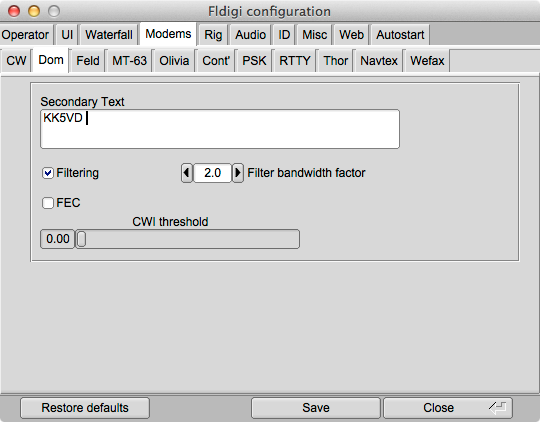 Fldigi configuration
Operator UI Waterfall Modems Rig Audio ID Misc Web Autostart
CW Dom Feld MT-63 Olivia Cont' PSK RTTY Thor Navtex Wefax
Secondary Text
KK5VD
Filtering 2.0 Filter bandwidth factor
FEC
CWI threshold
0.00
Restore defaults Save Close